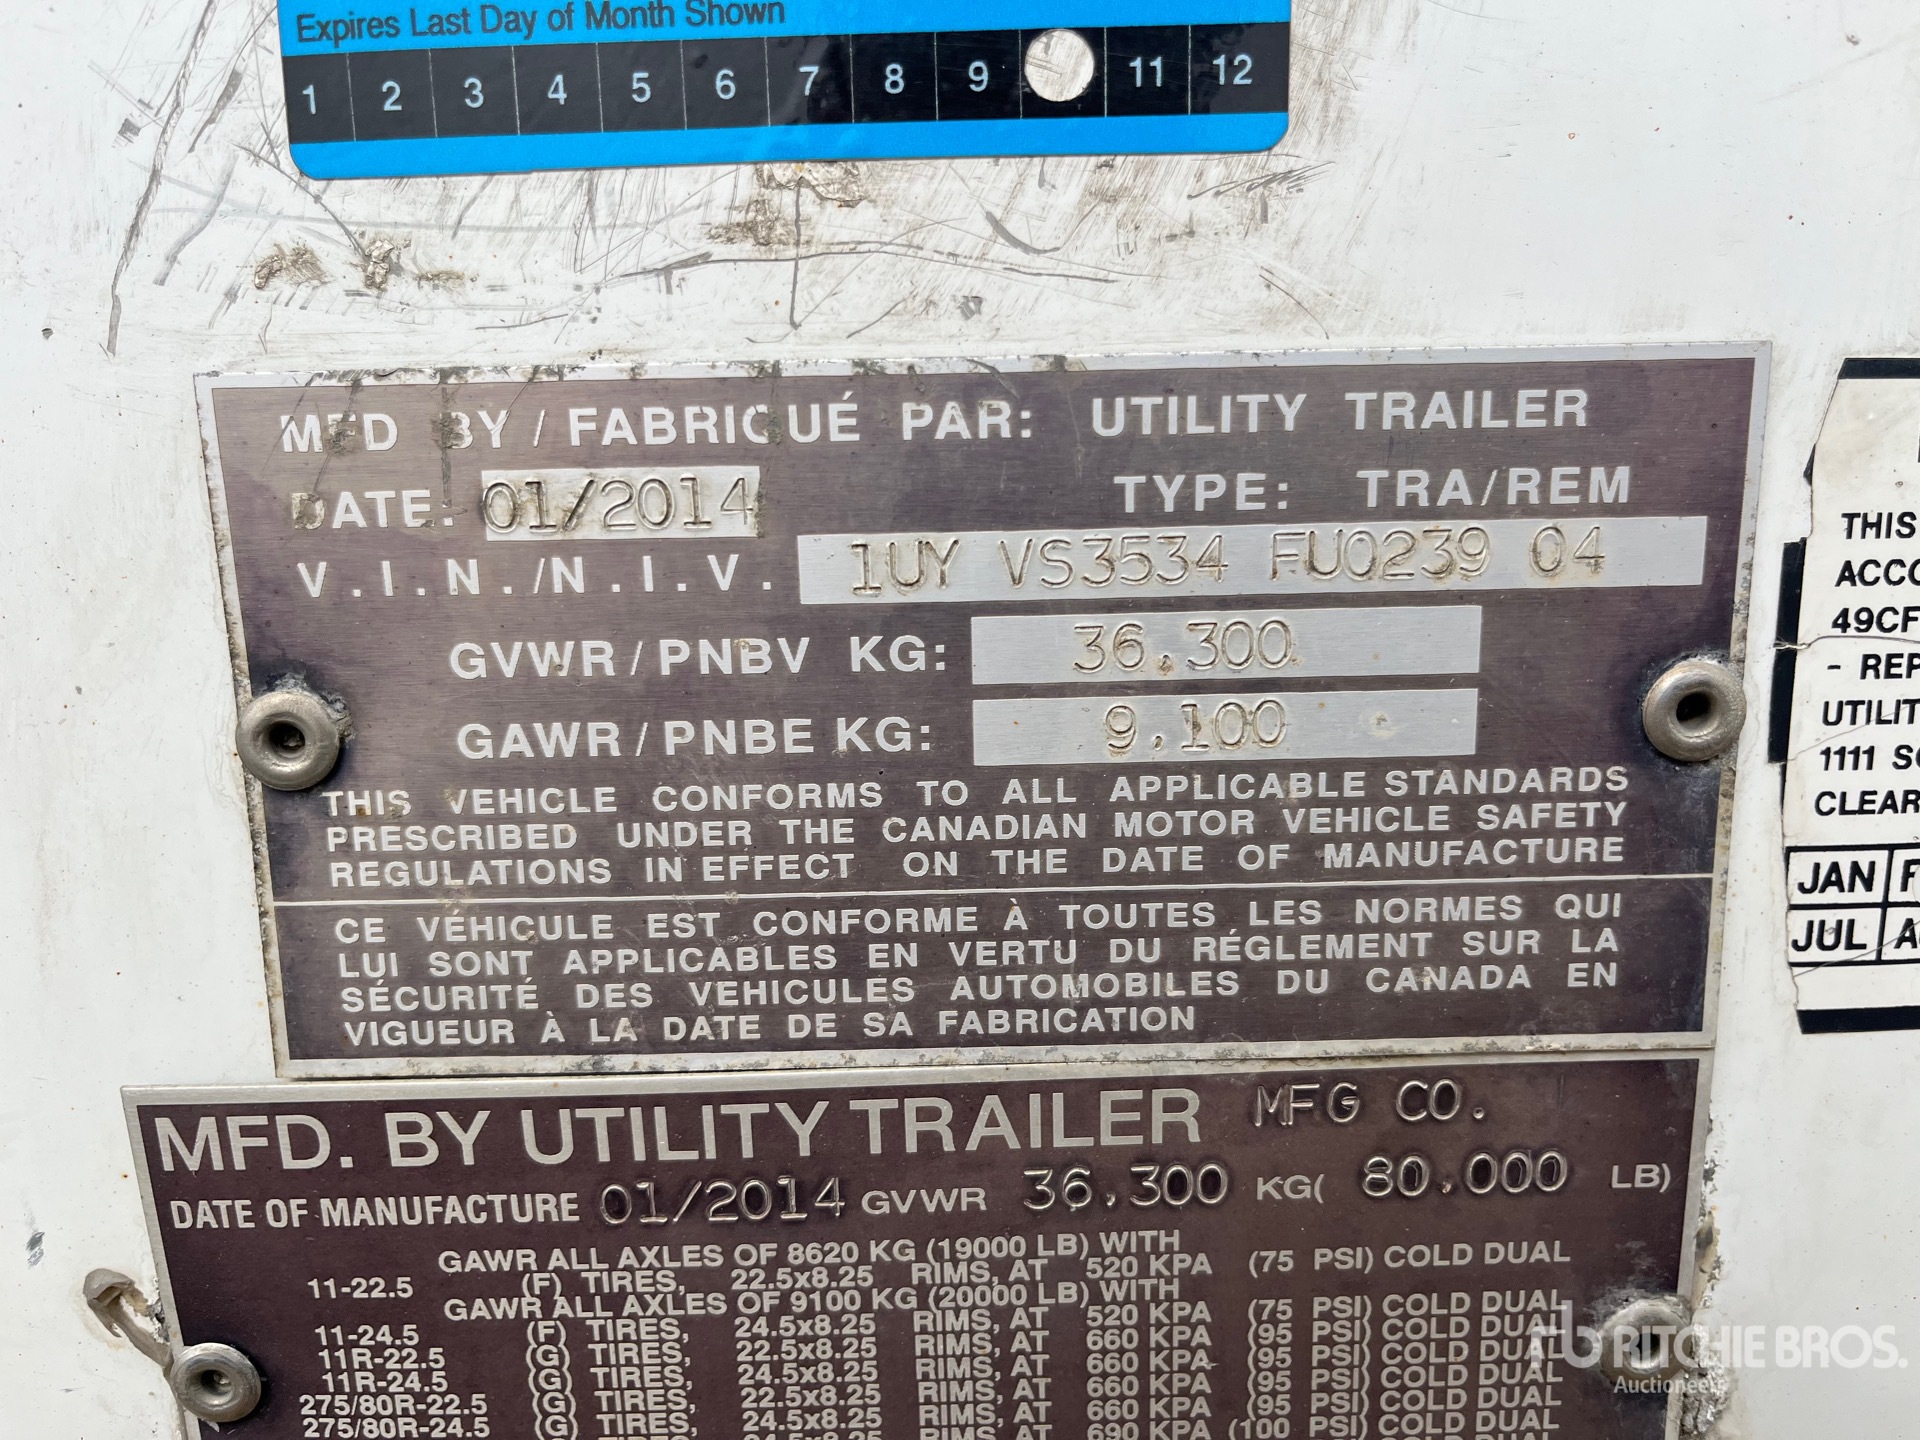 Expires Last Day of Month Shown
1 2 3 4 5 6 7 8 9 11 12
MFD BY / FABRIQUÉ PAR: UTILITY TRAILER
DATE: 01/2014 TYPE: TRA/REM
V.I.N./N.I.V. 1UY VS3534 FU0239 04
GVWR/PNBV KG: 36,300
GAWR/PNBE KG: 9,100
THIS VEHICLE CONFORMS TO ALL APPLICABLE STANDARDS
PRESCRIBED UNDER THE CANADIAN MOTOR VEHICLE SAFETY
REGULATIONS IN EFFECT ON THE DATE OF MANUFACTURE
CE VÉHICULE EST CONFORME À TOUTES LES NORMES QUI
LUI SONT APPLICABLES EN VERTU DU RÉGLEMENT SUR LA
SÉCURITÉ DES VEHICULES AUTOMOBILES DU CANADA EN
VIGUEUR À LA DATE DE SA FABRICATION
MFD. BY UTILITY TRAILER MFG CO.
DATE OF MANUFACTURE 01/2014 GVWR 36,300 KG( 80,000 LB)
GAWR ALL AXLES OF 8620 KG (19000 LB) WITH
11-22.5 (F) TIRES, 22.5x8.25 RIMS, AT 520 KPA (75 PSI) COLD DUAL
GAWR ALL AXLES OF 9100 KG (20000 LB) WITH
11-24.5 (F) TIRES, 24.5x8.25 RIMS, AT 520 KPA (75 PSI) COLD DUAL
11R-22.5 (G) TIRES, 22.5x8.25 RIMS, AT 660 KPA (95 PSI) COLD DUAL
11R-24.5 (G) TIRES, 24.5x8.25 RIMS, AT 660 KPA (95 PSI) COLD DUAL
275/80R-22.5 (G) TIRES, 22.5x8.25 RIMS, AT 660 KPA (95 PSI) COLD DUAL
275/80R-24.5 (G) TIRES, 24.5x8.25 RIMS, AT 660 KPA (95 PSI) COLD DUAL
690 KPA (100 PSI) COLD DUAL
THIS
ACCO
49CF
- REP
UTILIT
1111 SO
CLEAR
JAN F
JUL A
RITCHIE BROS.
Auctioneers